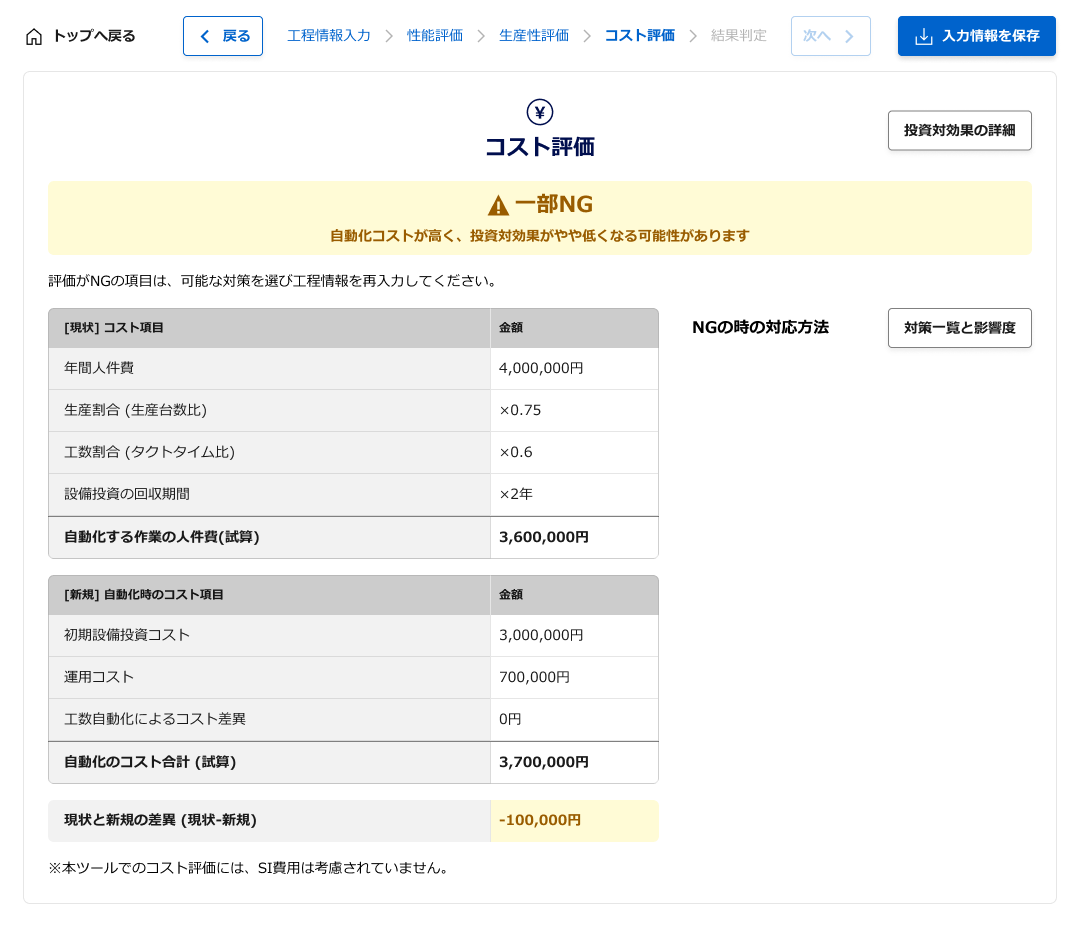 トップへ戻る
戻る
工程情報入力
性能評価
生産性評価
コスト評価
結果判定
次へ
入力情報を保存
¥
コスト評価
投資対効果の詳細
一部NG
自動化コストが高く、投資対効果がやや低くなる可能性があります
評価がNGの項目は、可能な対策を選び工程情報を再入力してください。
[現状] コスト項目 金額
年間人件費 4,000,000円
生産割合 (生産台数比) ×0.75
工数割合 (タクトタイム比) ×0.6
設備投資の回収期間 ×2年
自動化する作業の人件費(試算) 3,600,000円
NGの時の対応方法
対策一覧と影響度
[新規] 自動化時のコスト項目 金額
初期設備投資コスト 3,000,000円
運用コスト 700,000円
工数自動化によるコスト差異 0円
自動化のコスト合計 (試算) 3,700,000円
現状と新規の差異 (現状-新規) -100,000円
※本ツールでのコスト評価には、SI費用は考慮されていません。